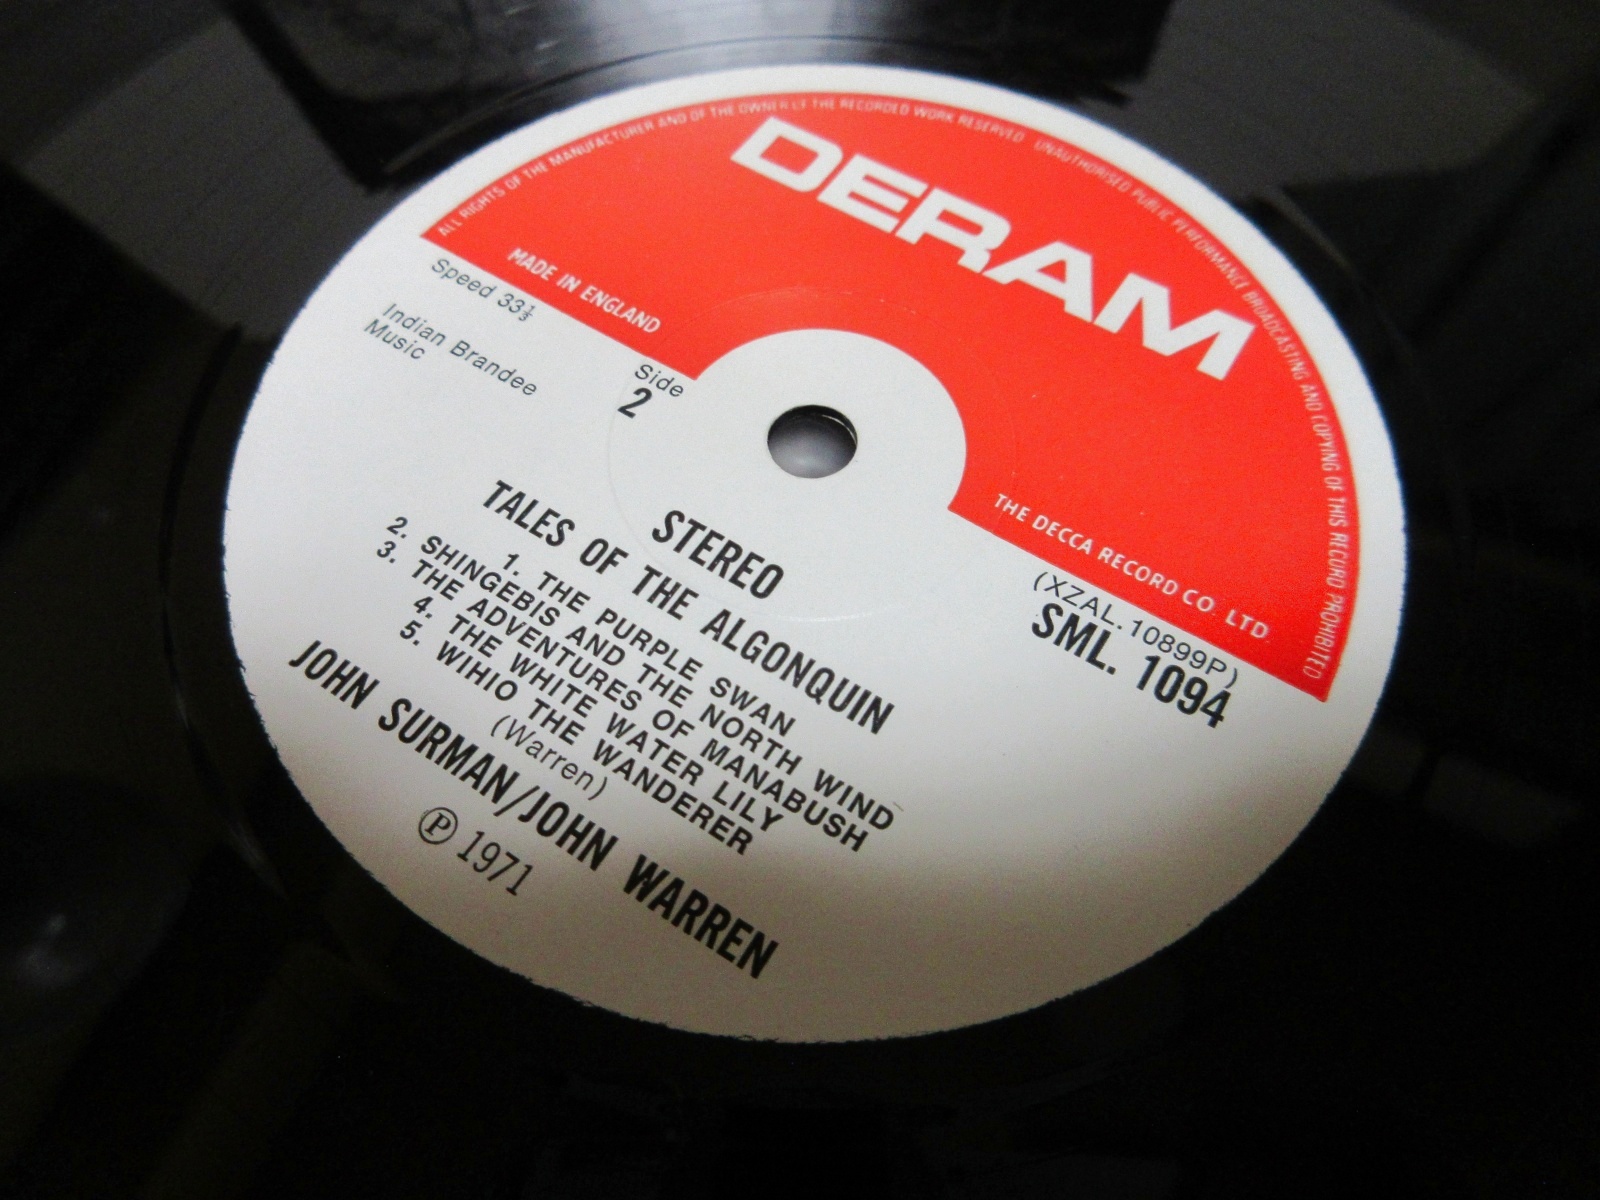 ALL RIGHTS OF THE MANUFACTURER AND OF THE OWNER OF THE RECORDED WORK RESERVED UNAUTHORISED PUBLIC PERFORMANCE BROADCASTING AND COPYING OF THIS RECORD PROHIBITED
DERAM
MADE IN ENGLAND
THE DECCA RECORD CO. LTD
Speed 33⅓
Indian Brandee
Music
Side
2
(XZAL. 10899P)
SML. 1094
STEREO
TALES OF THE ALGONQUIN
1. THE PURPLE SWAN
2. SHINGEBIS AND THE NORTH WIND
3. THE ADVENTURES OF MANABUSH
4. THE WHITE WATER LILY
5. WIHIO THE WANDERER
(Warren)
JOHN SURMAN/JOHN WARREN
℗ 1971